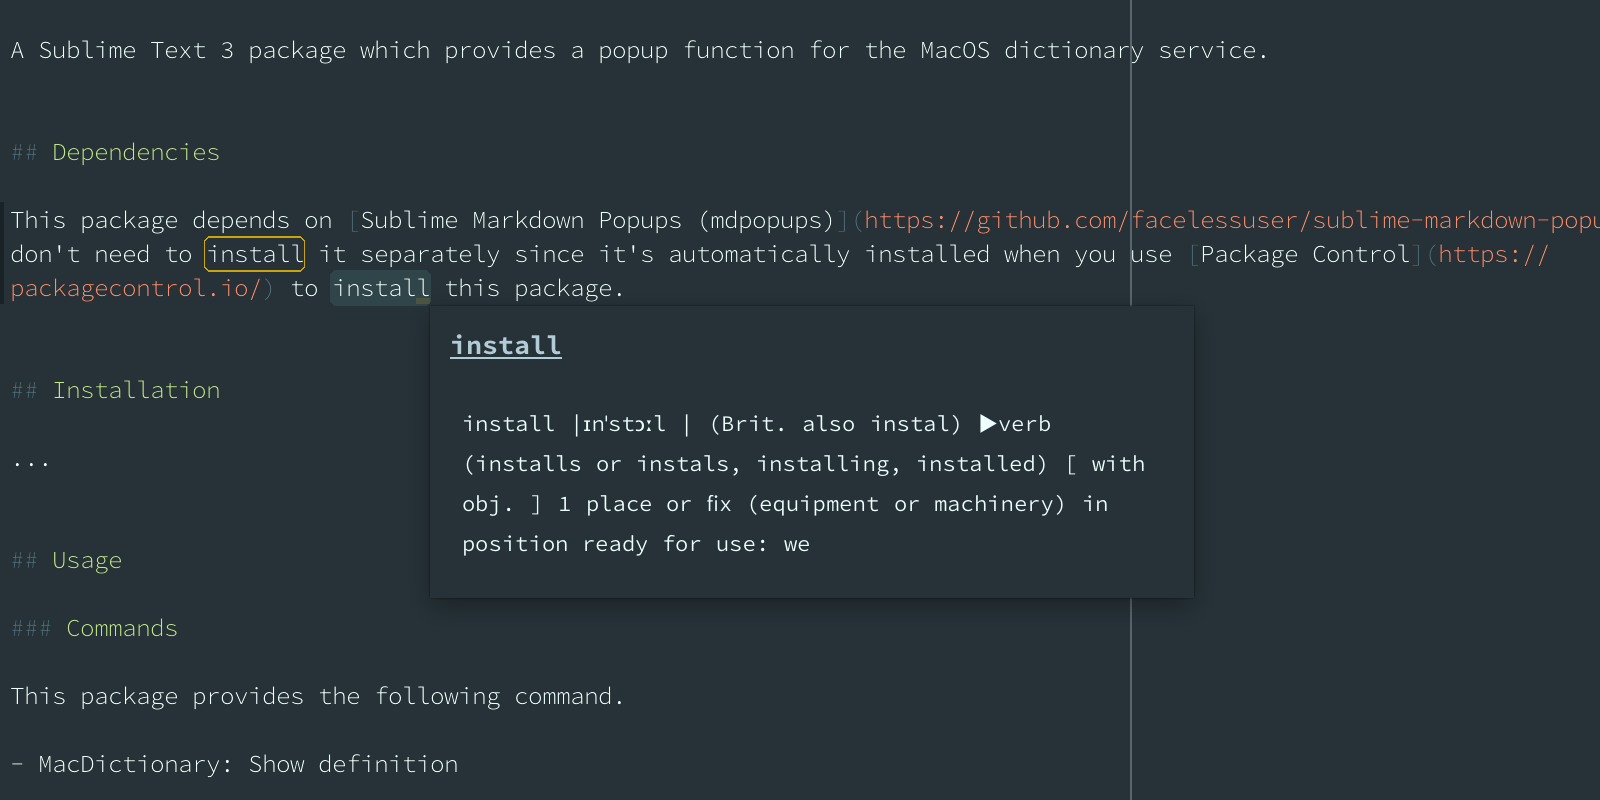 A Sublime Text 3 package which provides a popup function for the MacOS dictionary service.
## Dependencies
This package depends on [Sublime Markdown Popups (mdpopups)](https://github.com/facelessuser/sublime-markdown-popu
don't need to install it separately since it's automatically installed when you use [Package Control](https://
packagecontrol.io/) to install this package.
install
install |ɪnˈstɔːl | (Brit. also instal) ▶verb
(installs or instals, installing, installed) [ with
obj. ] 1 place or fix (equipment or machinery) in
position ready for use: we
## Installation
...
## Usage
### Commands
This package provides the following command.
- MacDictionary: Show definition